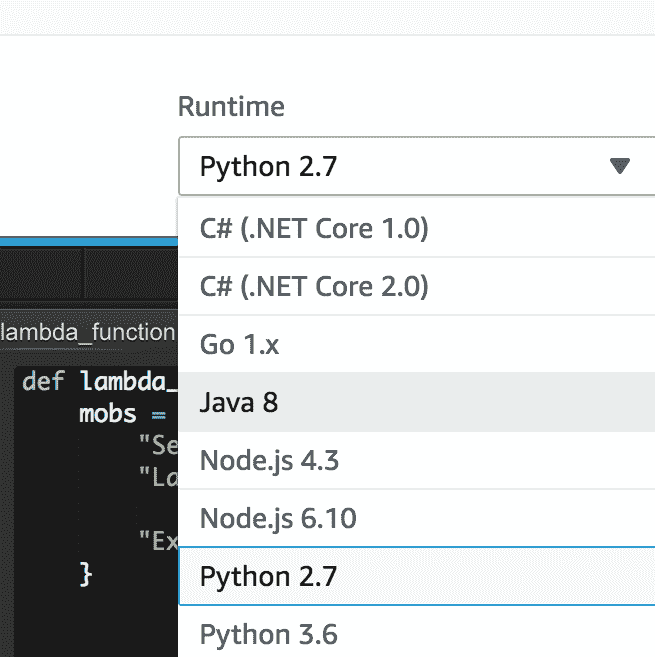 Runtime
Python 2.7
C# (.NET Core 1.0)
C# (.NET Core 2.0)
Go 1.x
lambda_function
Java 8
def lambda_
mobs =
Node.js 4.3
"Se
"La
Node.js 6.10
"Ex
Python 2.7
}
Python 3.6